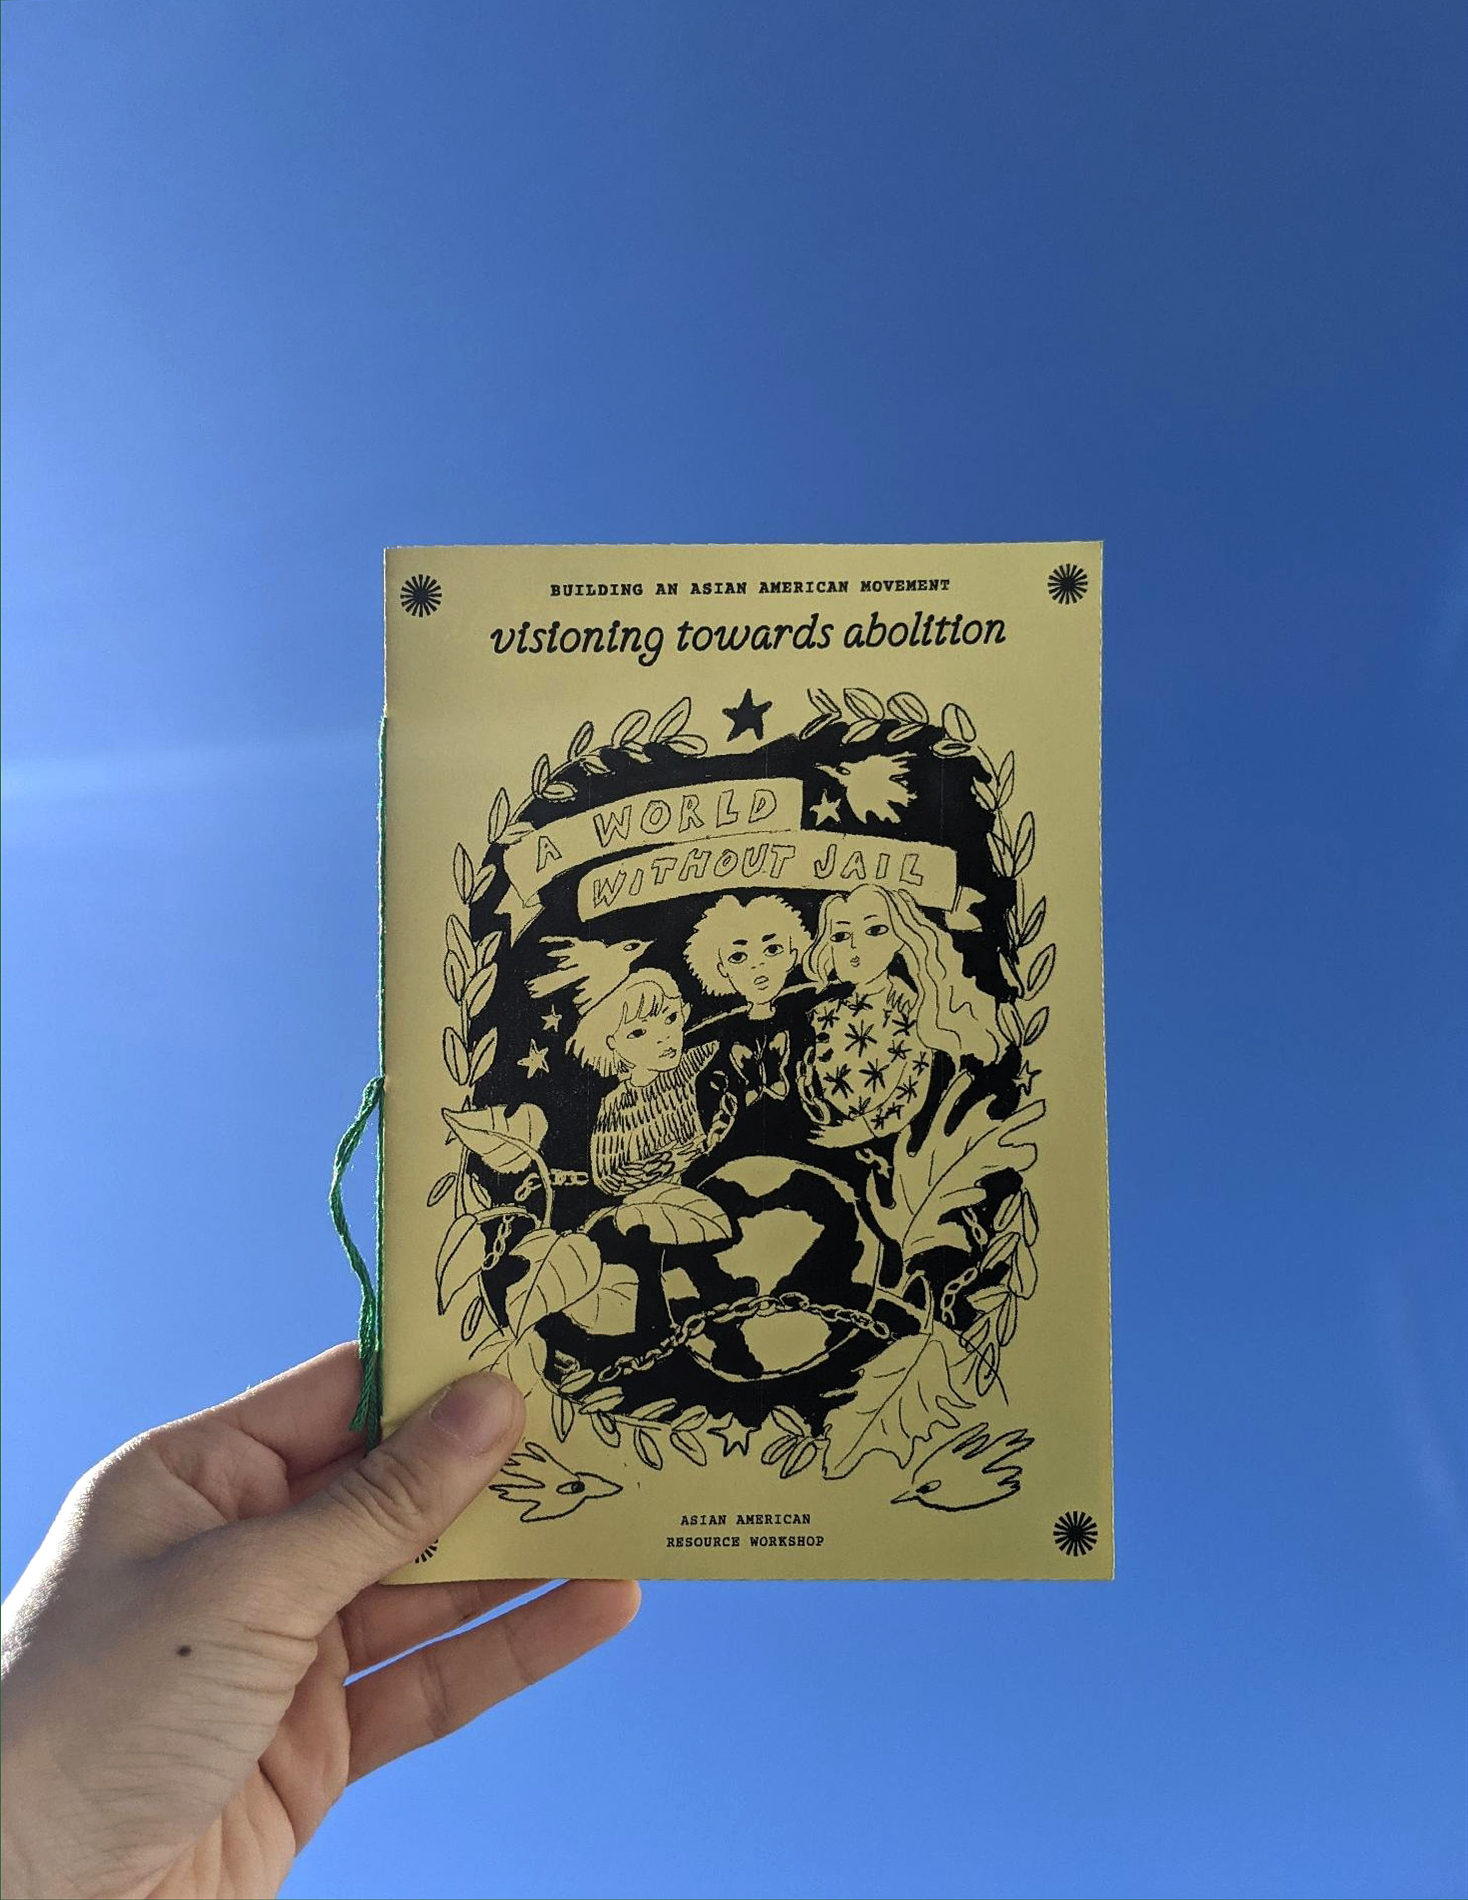 BUILDING AN ASIAN AMERICAN MOVEMENT
visioning towards abolition
A WORLD
WITHOUT JAIL
ASIAN AMERICAN
RESOURCE WORKSHOP